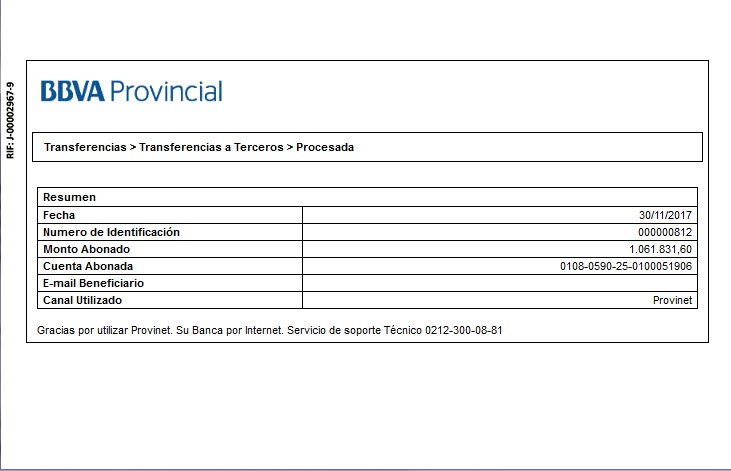 BBVA Provincial
RIF: J-00002967-9
Transferencias > Transferencias a Terceros > Procesada
Resumen
Fecha 30/11/2017
Numero de Identificación 000000812
Monto Abonado 1.061.831,60
Cuenta Abonada 0108-0590-25-0100051906
E-mail Beneficiario
Canal Utilizado Provinet
Gracias por utilizar Provinet. Su Banca por Internet. Servicio de soporte Técnico 0212-300-08-81